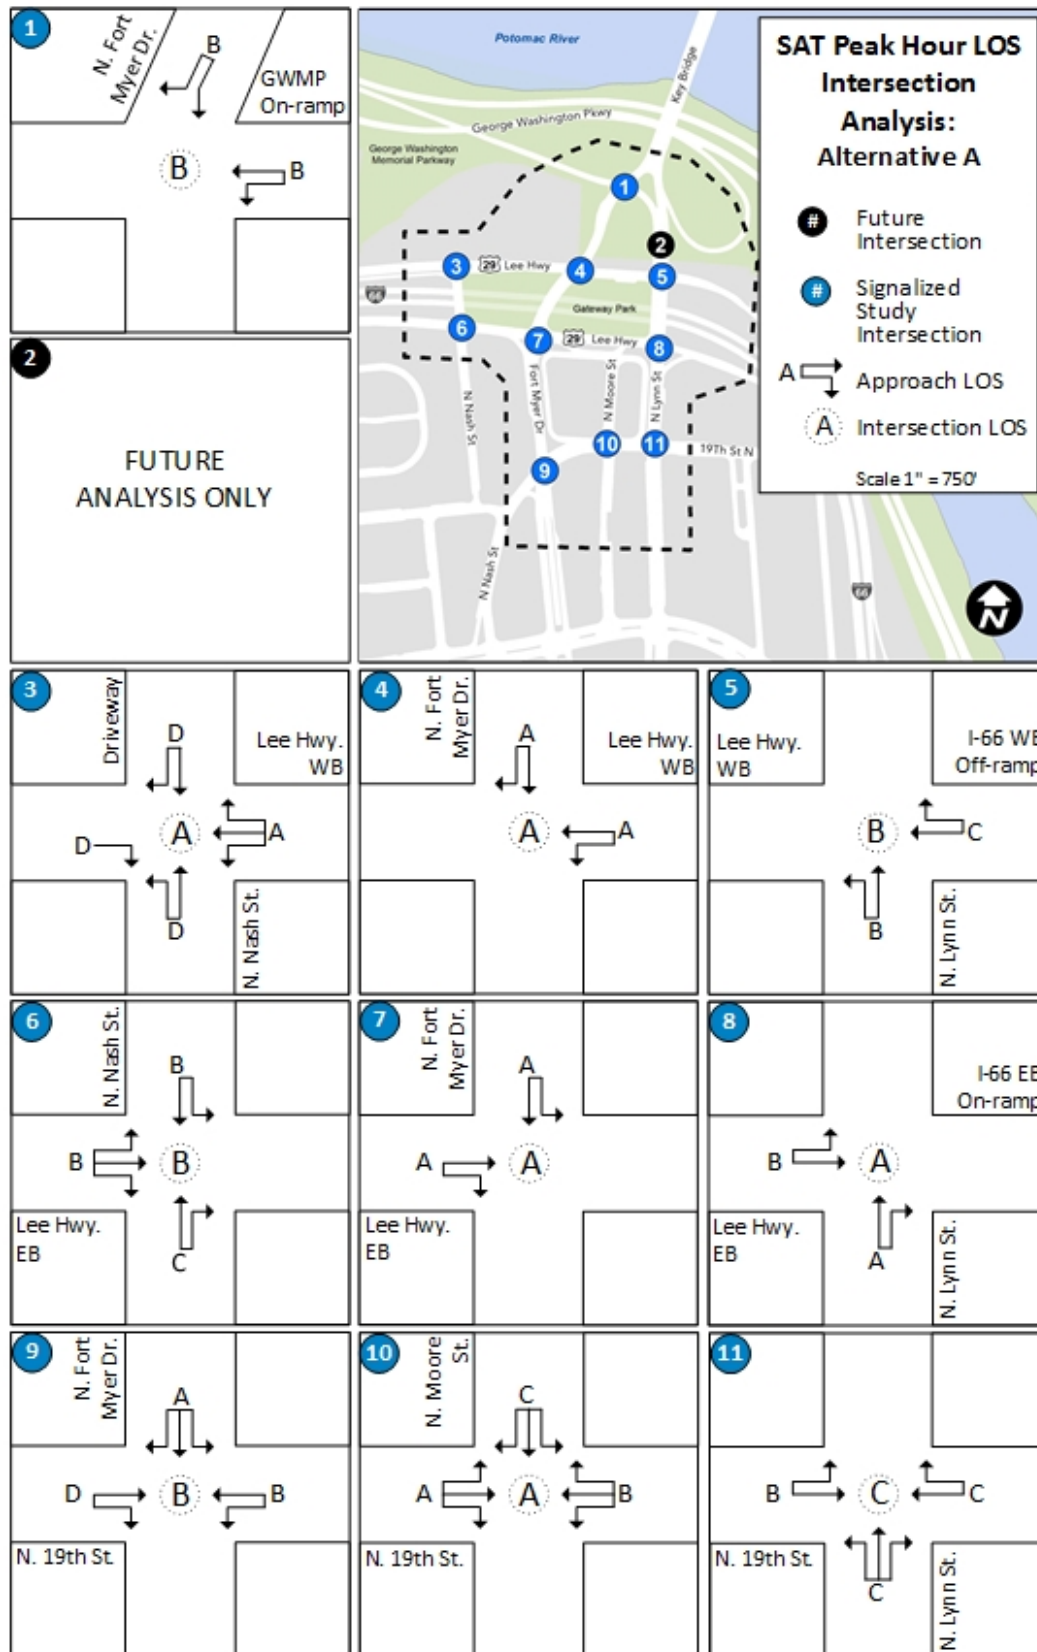 1
N. Fort
Myer Dr.
B
GWMP
On-ramp
B
B
2
FUTURE
ANALYSIS ONLY
Potomac River
Key Bridge
George Washington Pkwy
George Washington
Memorial Parkway
1
2
3
29
Lee Hwy
4
5
66
Gateway Park
6
7
29
Lee Hwy
8
N Nash St
Fort Myer Dr
N Moore St
N Lynn St
10
11
19Th St N
9
N Nash St
66
N
SAT Peak Hour LOS
Intersection
Analysis:
Alternative A
#
Future
Intersection
#
Signalized
Study
Intersection
A
Approach LOS
A
Intersection LOS
Scale 1" = 750'
3
Driveway
D
Lee Hwy.
WB
A
A
D
D
N. Nash St.
4
N. Fort
Myer Dr.
A
Lee Hwy.
WB
A
A
5
Lee Hwy.
WB
I-66 WB
Off-ramp
B
C
B
N. Lynn St.
6
N. Nash St.
B
B
B
Lee Hwy.
EB
C
7
N. Fort
Myer Dr.
A
A
A
Lee Hwy.
EB
8
I-66 EB
On-ramp
B
A
Lee Hwy.
EB
A
N. Lynn St.
9
N. Fort
Myer Dr.
A
D
B
B
N. 19th St.
10
N. Moore
St.
C
A
A
B
N. 19th St.
11
B
C
C
N. 19th St.
C
N. Lynn St.